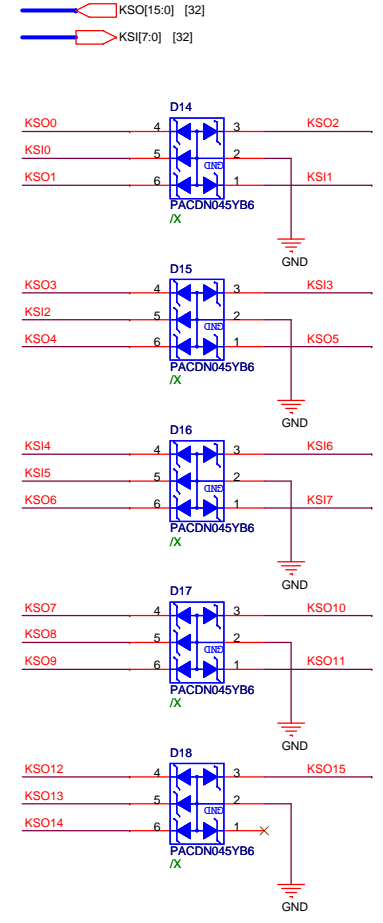 KSO[15:0] [32]
KSI[7:0] [32]
D14
KSO0 4 3 KSO2
KSI0 5 2
GND
KSO1 6 1 KSI1
PACDN045YB6
/X
GND
D15
KSO3 4 3 KSI3
KSI2 5 2
GND
KSO4 6 1 KSO5
PACDN045YB6
/X
GND
D16
KSI4 4 3 KSI6
KSI5 5 2
GND
KSO6 6 1 KSI7
PACDN045YB6
/X
GND
D17
KSO7 4 3 KSO10
KSO8 5 2
GND
KSO9 6 1 KSO11
PACDN045YB6
/X
GND
D18
KSO12 4 3 KSO15
KSO13 5 2
GND
KSO14 6 1
PACDN045YB6
/X
GND